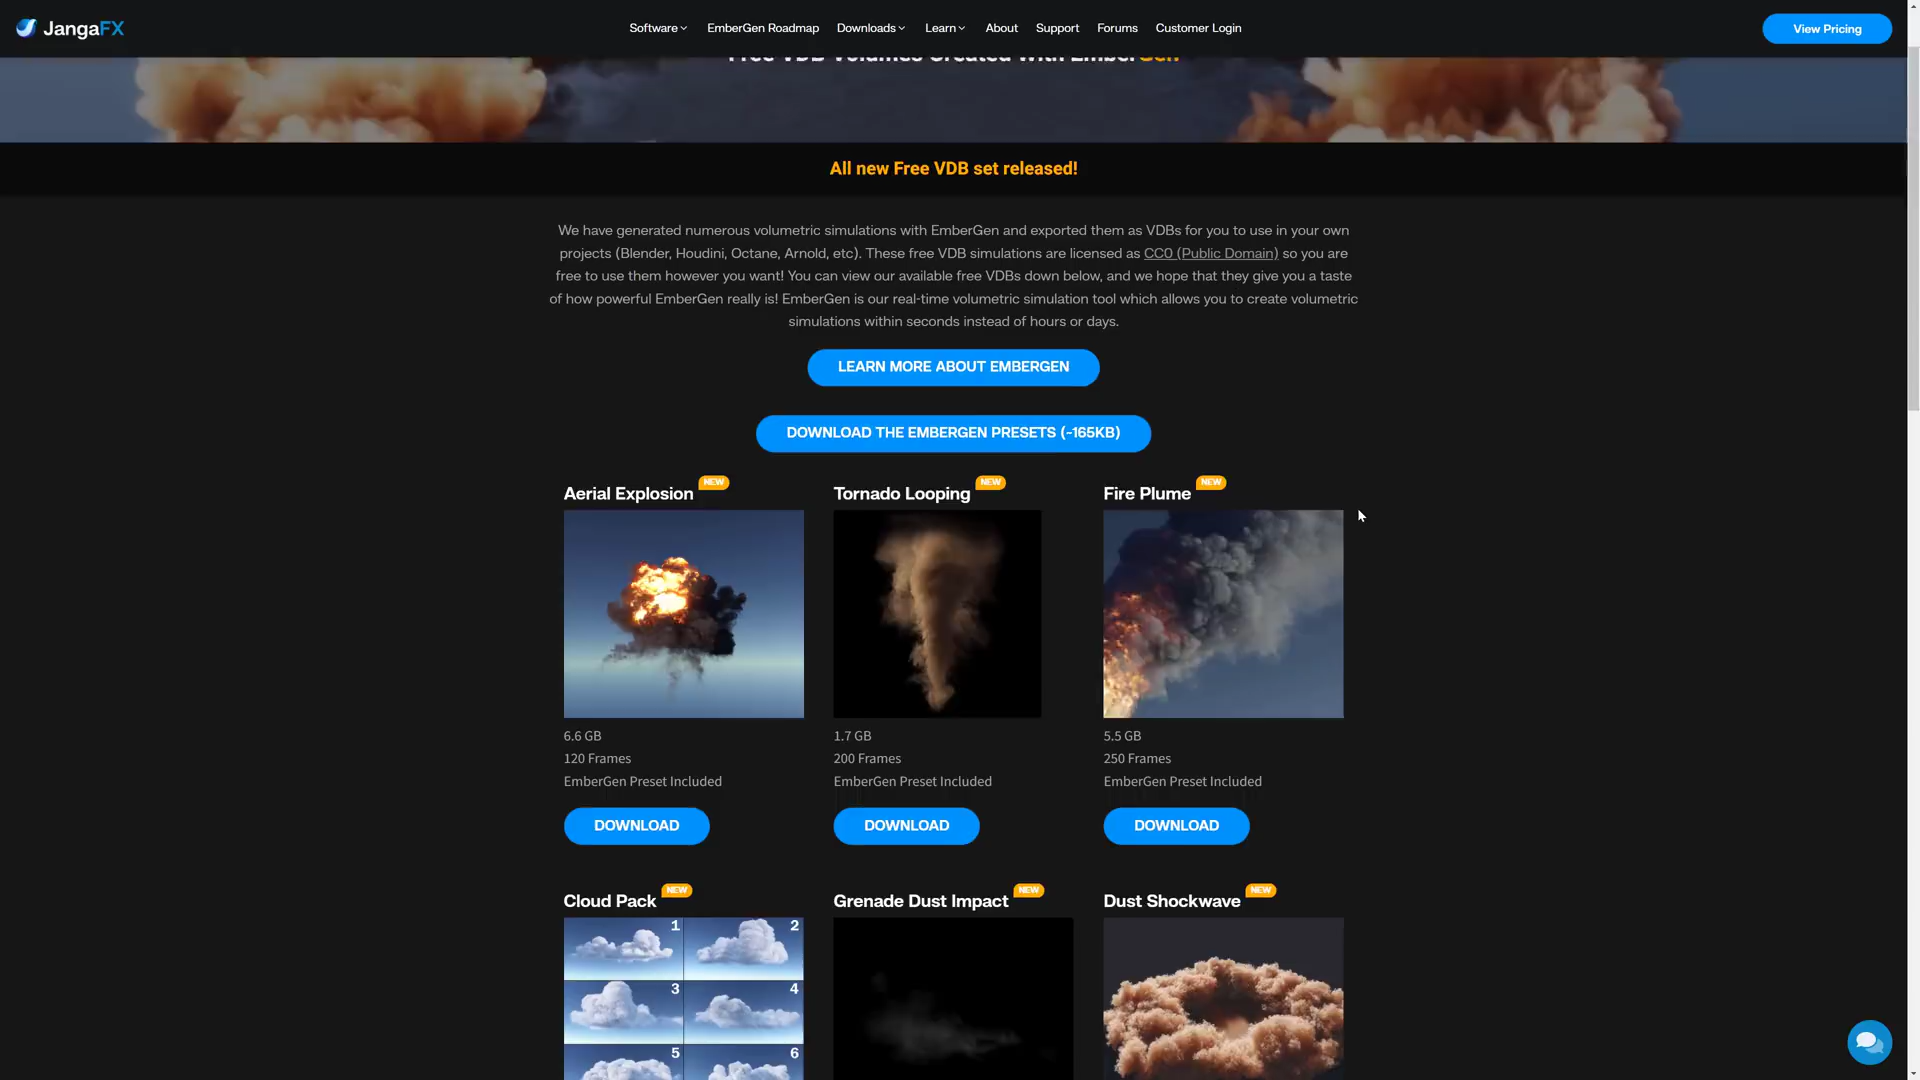 JangaFX
Software
EmberGen Roadmap
Downloads
Learn
About
Support
Forums
Customer Login
View Pricing
Free VDB Volumes Created with EmberGen
All new Free VDB set released!
We have generated numerous volumetric simulations with EmberGen and exported them as VDBs for you to use in your own
projects (Blender, Houdini, Octane, Arnold, etc). These free VDB simulations are licensed as CC0 (Public Domain) so you are
free to use them however you want! You can view our available free VDBs down below, and we hope that they give you a taste
of how powerful EmberGen really is! EmberGen is our real-time volumetric simulation tool which allows you to create volumetric
simulations within seconds instead of hours or days.
LEARN MORE ABOUT EMBERGEN
DOWNLOAD THE EMBERGEN PRESETS (~165KB)
Aerial Explosion NEW
6.6 GB
120 Frames
EmberGen Preset Included
DOWNLOAD
Tornado Looping NEW
1.7 GB
200 Frames
EmberGen Preset Included
DOWNLOAD
Fire Plume NEW
5.5 GB
250 Frames
EmberGen Preset Included
DOWNLOAD
Cloud Pack NEW
1 2
3 4
5 6
Grenade Dust Impact NEW
Dust Shockwave NEW